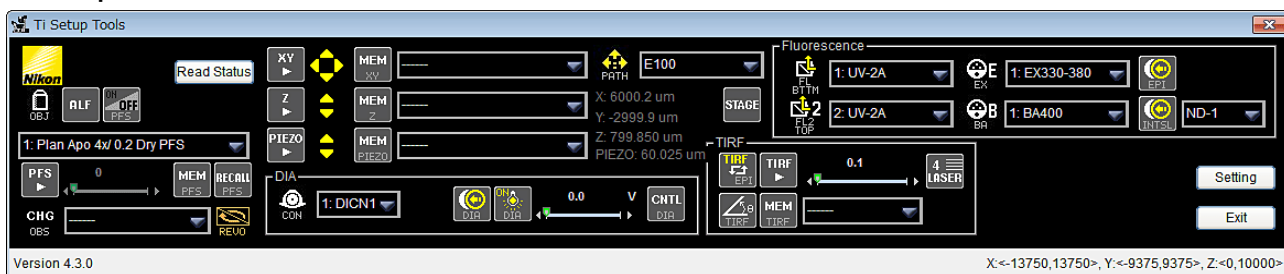 Ti Setup Tools
Nikon
Read Status
OBJ
ALF
ON OFF PFS
1: Plan Apo 4x/ 0.2 Dry PFS
PFS 0 MEM PFS RECALL PFS
CHG OBS ------ REVO
XY MEM XY ------ PATH E100
Z MEM Z ------
X: 6000.2 um
Y: -2999.9 um
STAGE
PIEZO MEM PIEZO ------
Z: 799.850 um
PIEZO: 60.025 um
DIA
CON 1: DICN1 DIA ON DIA 0.0 V CNTL DIA
Fluorescence
FL BTTM 1: UV-2A E EX 1: EX330-380 EPI
2 FL2 TOP 2: UV-2A B BA 1: BA400 INTSL ND-1
TIRF
TIRF EPI TIRF 0.1 4 LASER
θ TIRF MEM TIRF ------
Setting
Exit
Version 4.3.0
X:<-13750,13750>, Y:<-9375,9375>, Z:<0,10000>